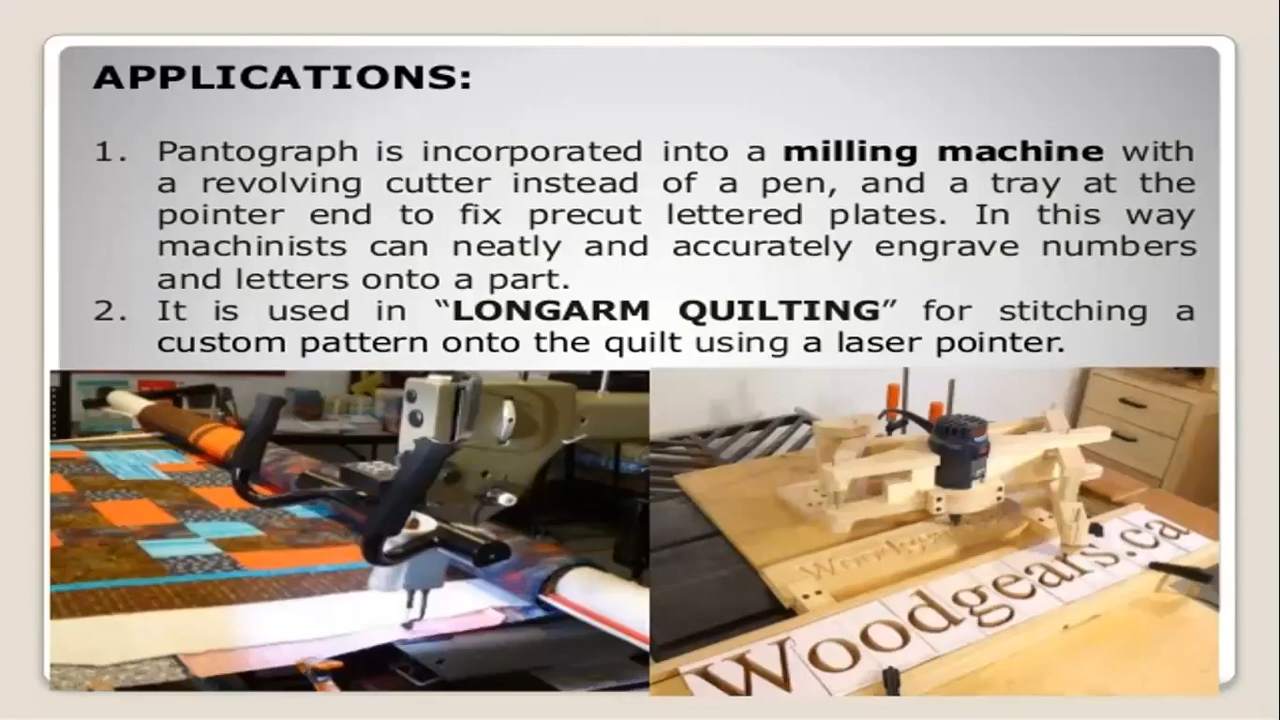 APPLICATIONS:
1. Pantograph is incorporated into a milling machine with
a revolving cutter instead of a pen, and a tray at the
pointer end to fix precut lettered plates. In this way
machinists can neatly and accurately engrave numbers
and letters onto a part.
2. It is used in “LONGARM QUILTING” for stitching a
custom pattern onto the quilt using a laser pointer.
Woodgears.ca